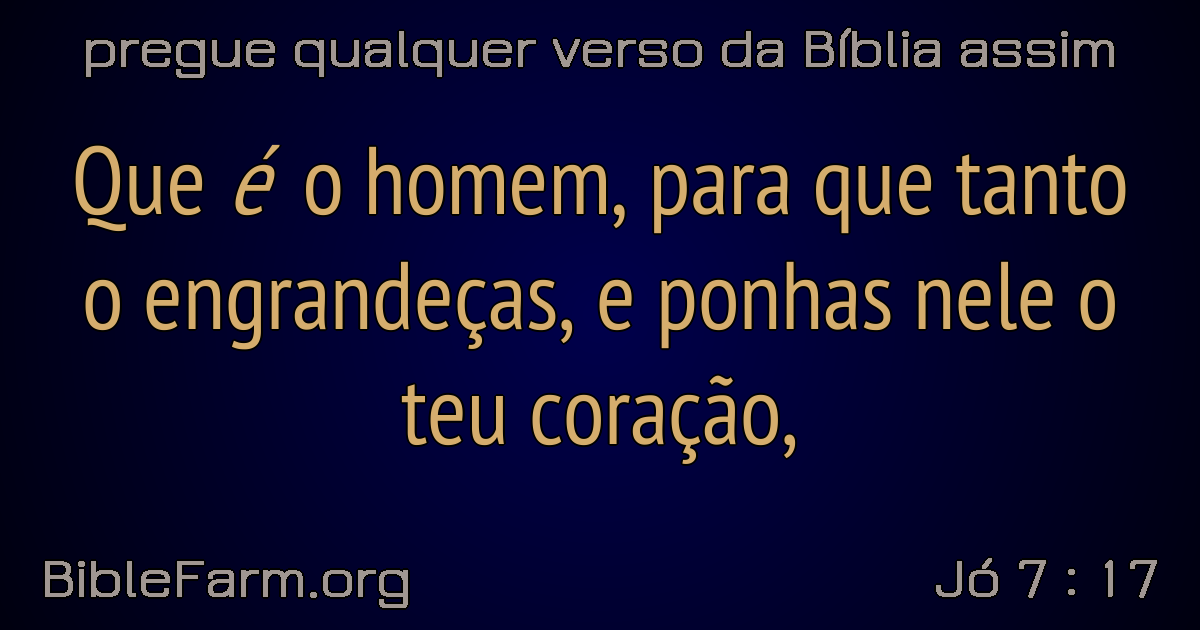 pregue qualquer verso da Bíblia assim
Que é o homem, para que tanto
o engrandeças, e ponhas nele o
teu coração,
BibleFarm.org
Jó 7 : 17